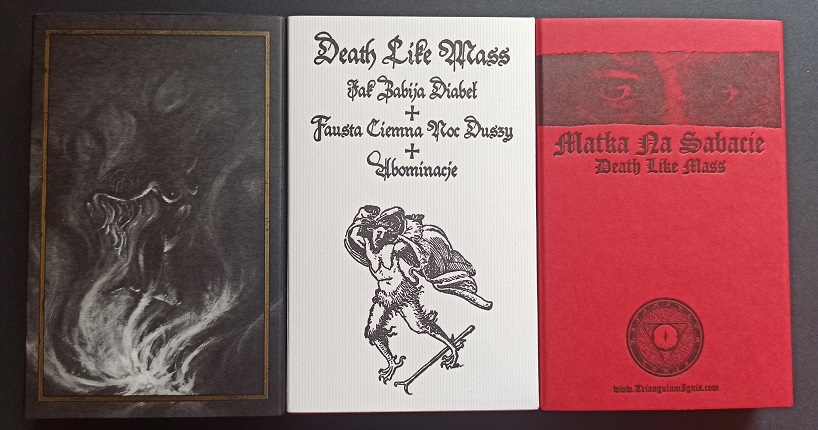 Death Like Mass
Jak Zabija Diabeł
Fausta Ciemna Noc Duszy
Abominacje
Matka Na Sabacie
Death Like Mass
www.TriangulumIgnis.com